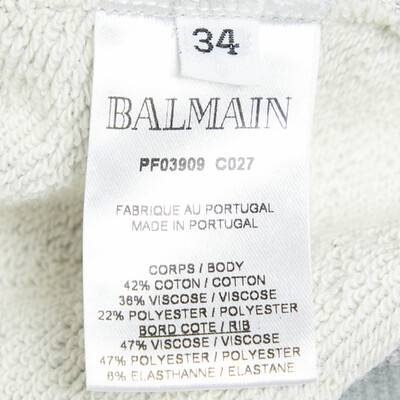 34
BALMAIN
PF03909 C027
FABRIQUE AU PORTUGAL
MADE IN PORTUGAL
CORPS / BODY
42% COTON / COTTON
36% VISCOSE / VISCOSE
22% POLYESTER / POLYESTER
BORD COTE / RIB
47% VISCOSE / VISCOSE
47% POLYESTER / POLYESTER
6% ELASTHANNE / ELASTANE